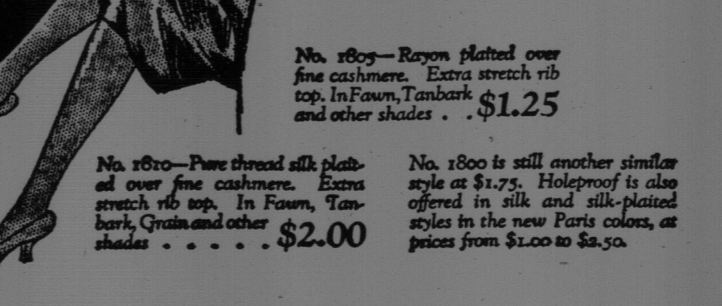 No. 1805—Rayon plaited over
fine cashmere. Extra stretch rib
top. In Fawn, Tanbark
and other shades . . $1.25
No. 1810—Pure thread silk plait-
ed over fine cashmere. Extra
stretch rib top. In Fawn, Tan-
bark, Grain and other
shades . . . . . $2.00
No. 1800 is still another similar
style at $1.75. Holeproof is also
offered in silk and silk-plaited
styles in the new Paris colors, at
prices from $1.00 to $2.50.